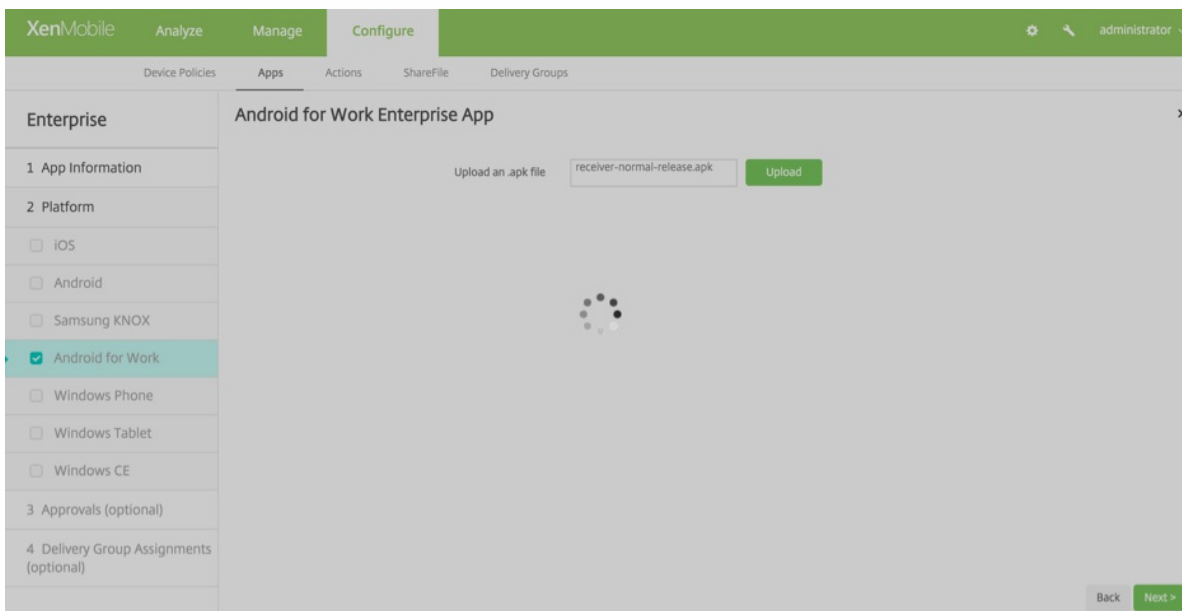 XenMobile Analyze Manage Configure administrator
Device Policies Apps Actions ShareFile Delivery Groups
Enterprise
Android for Work Enterprise App
1 App Information
Upload an .apk file receiver-normal-release.apk Upload
2 Platform
iOS
Android
Samsung KNOX
Android for Work
Windows Phone
Windows Tablet
Windows CE
3 Approvals (optional)
4 Delivery Group Assignments
(optional)
Back Next >